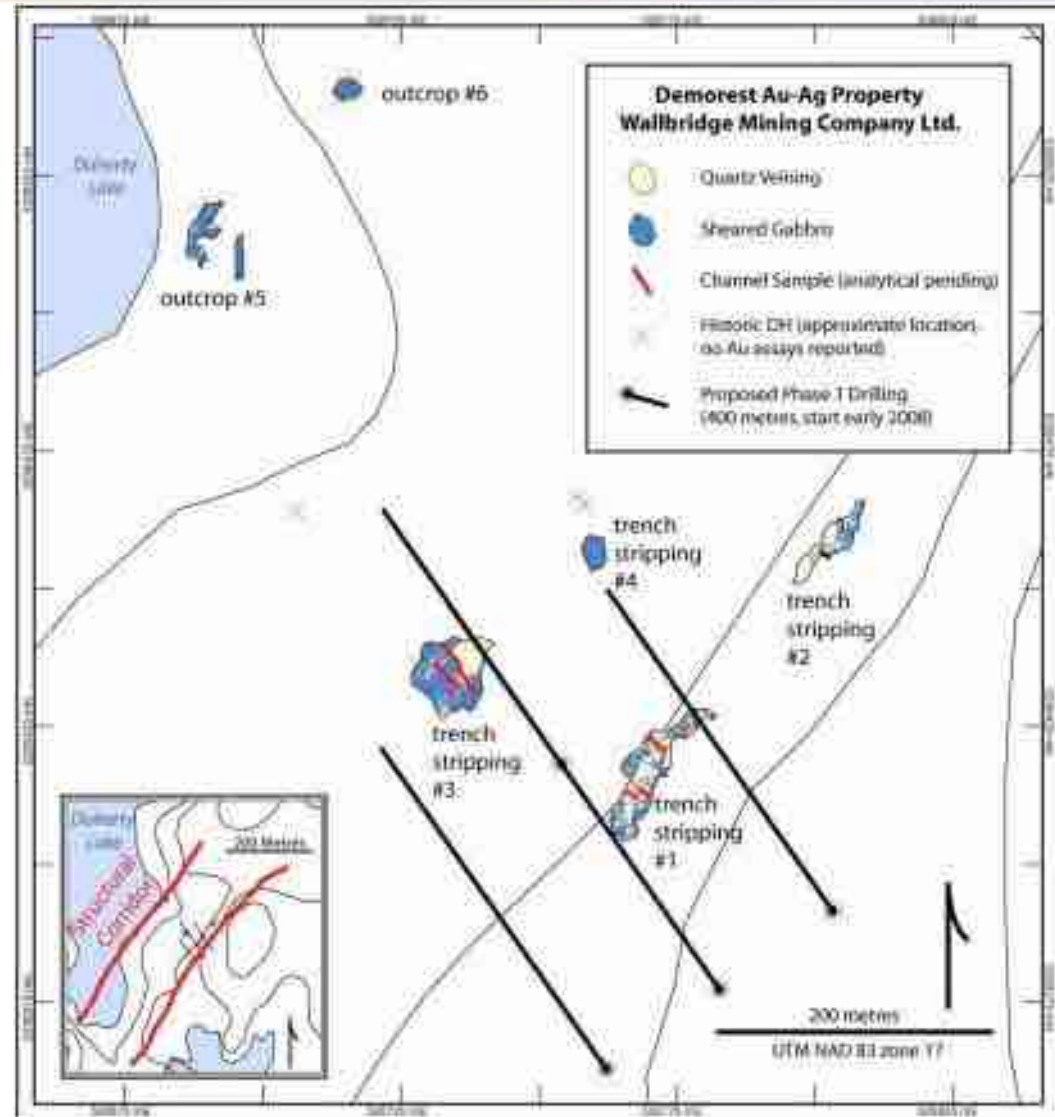 outcrop #6
Demorest Au-Ag Property
Wallbridge Mining Company Ltd.
Quartz Veining
Sheared Gabbro
Channel Sample (analytical pending)
Historic DH (approximate location,
no Au assays reported)
Proposed Phase 1 Drilling
(400 metres, start early 2008)
Doherty
Lake
outcrop #5
trench
stripping
#4
trench
stripping
#2
trench
stripping
#3
trench
stripping
#1
Doherty
Lake
200 Metres
Structural
Corridor
200 metres
UTM NAD 83 zone 17